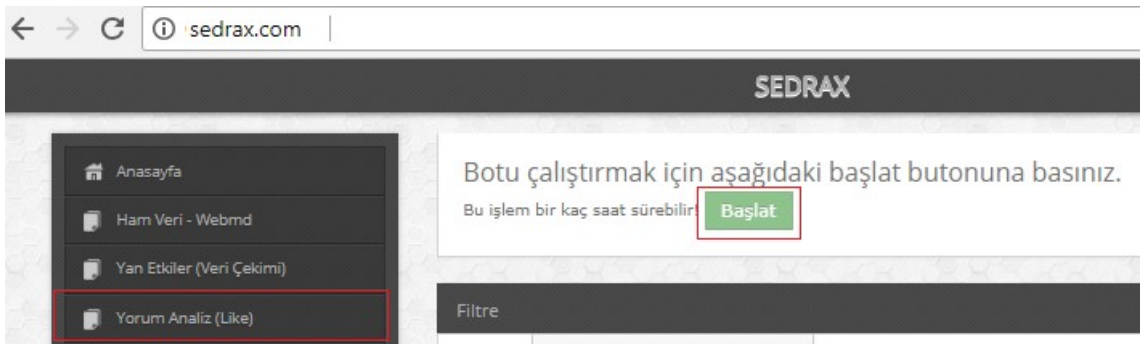 sedrax.com
SEDRAX
Anasayfa
Ham Veri - Webmd
Yan Etkiler (Veri Çekimi)
Yorum Analiz (Like)
Botu çalıştırmak için aşağıdaki başlat butonuna basınız.
Bu işlem bir kaç saat sürebilir! Başlat
Filtre